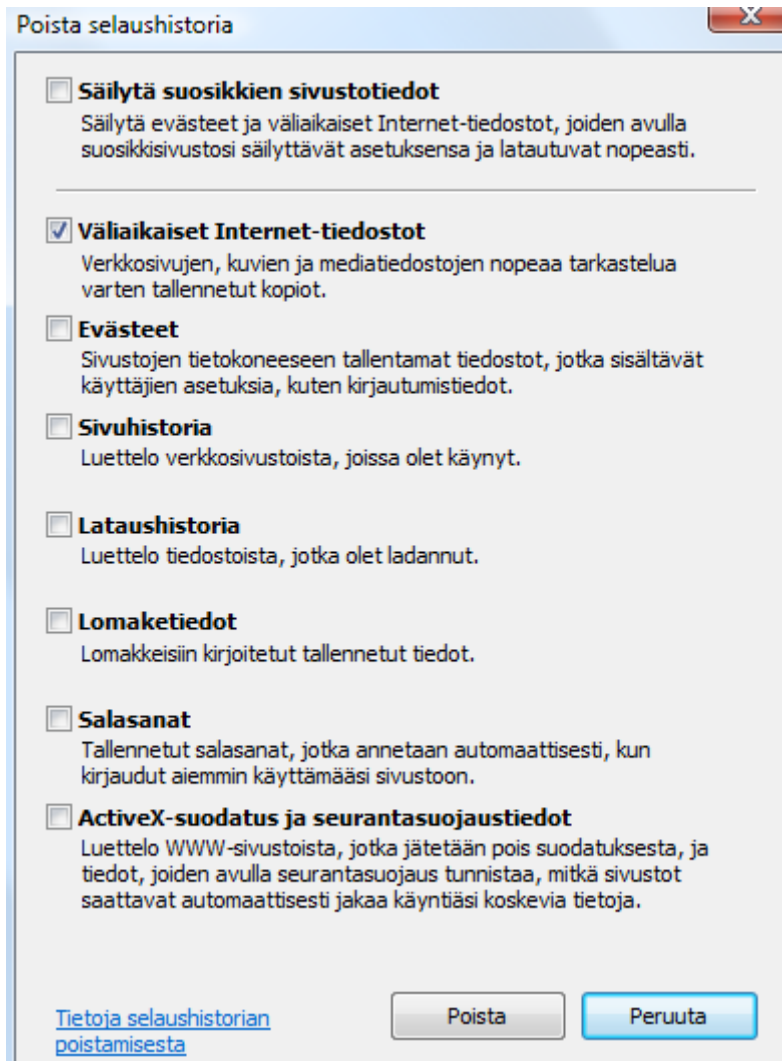 Poista selaushistoria
Säilytä suosikkien sivustotiedot
Säilytä evästeet ja väliaikaiset Internet-tiedostot, joiden avulla
suosikkisivustosi säilyttävät asetuksensa ja latautuvat nopeasti.
Väliaikaiset Internet-tiedostot
Verkkosivujen, kuvien ja mediatiedostojen nopeaa tarkastelua
varten tallennetut kopiot.
Evästeet
Sivustojen tietokoneeseen tallentamat tiedostot, jotka sisältävät
käyttäjien asetuksia, kuten kirjautumistiedot.
Sivuhistoria
Luettelo verkkosivustoista, joissa olet käynyt.
Lataushistoria
Luettelo tiedostoista, jotka olet ladannut.
Lomaketiedot
Lomakkeisiin kirjoitetut tallennetut tiedot.
Salasanat
Tallennetut salasanat, jotka annetaan automaattisesti, kun
kirjaudut aiemmin käyttämääsi sivustoon.
ActiveX-suodatus ja seurantasuojaustiedot
Luettelo WWW-sivustoista, jotka jätetään pois suodatuksesta, ja
tiedot, joiden avulla seurantasuojaus tunnistaa, mitkä sivustot
saattavat automaattisesti jakaa käyntiäsi koskevia tietoja.
Tietoja selaushistorian
poistamisesta
Poista
Peruuta